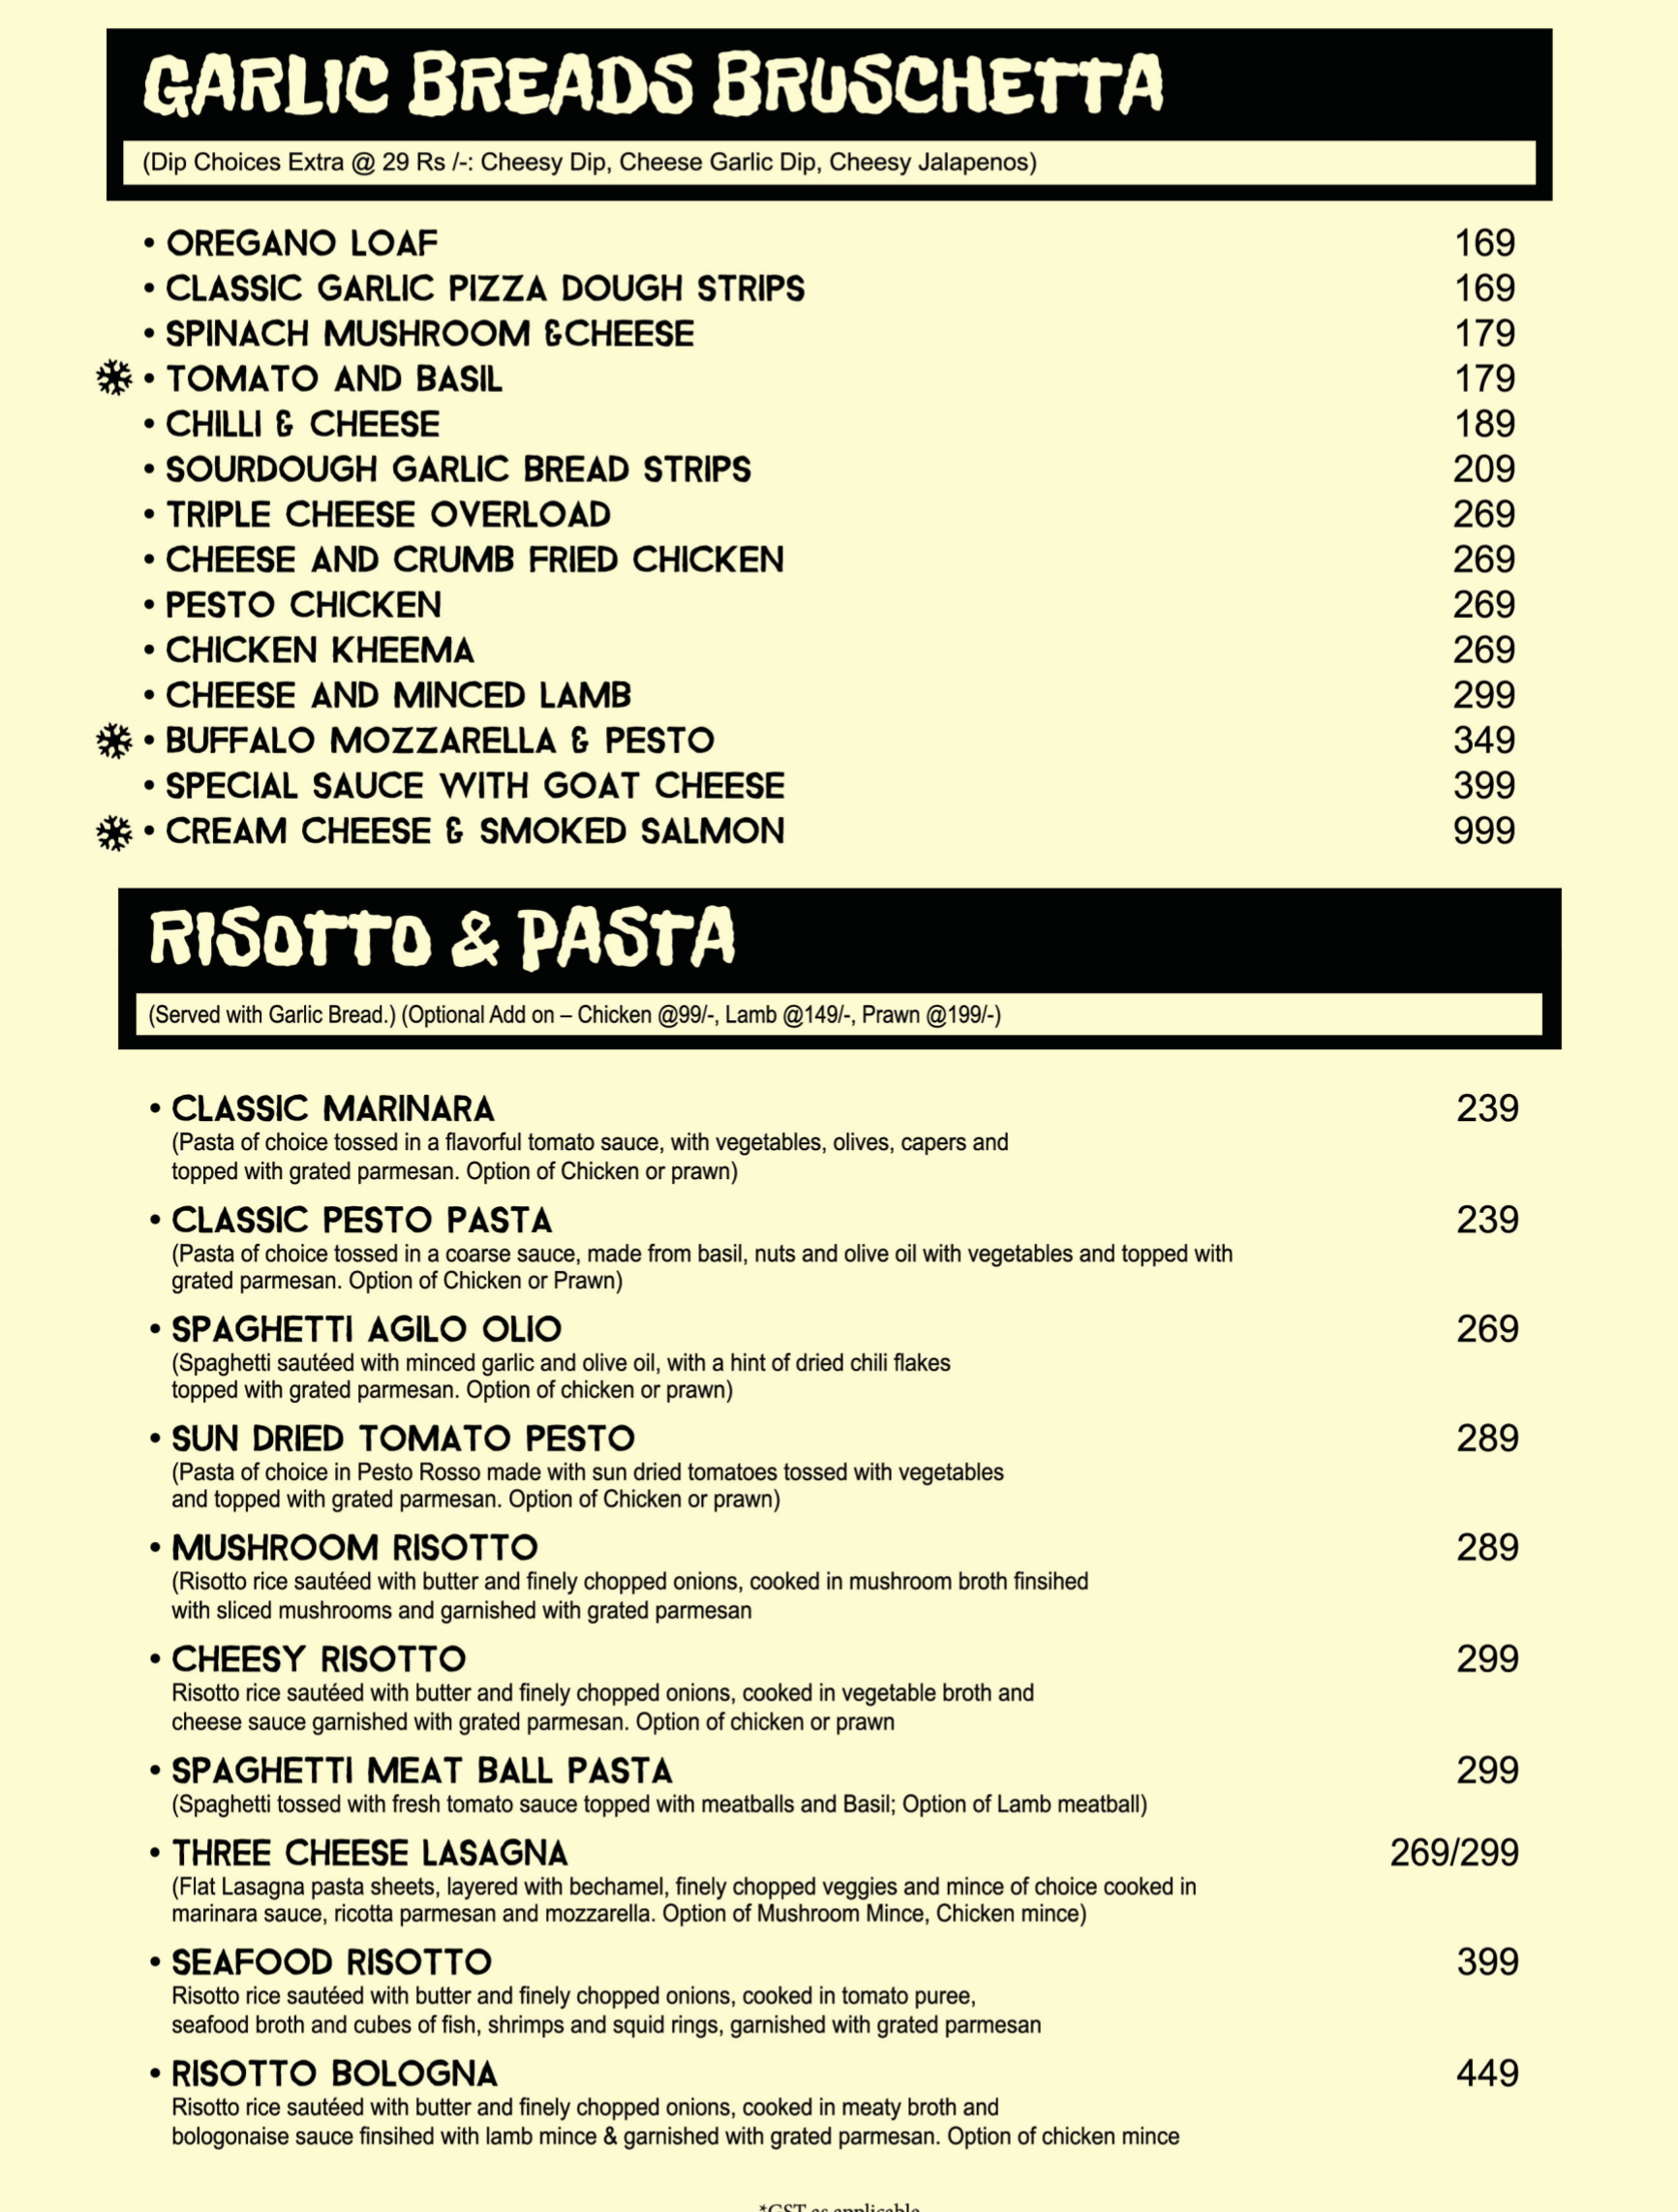 GARLIC BREADS BRUSCHETTA
(Dip Choices Extra @ 29 Rs /-: Cheesy Dip, Cheese Garlic Dip, Cheesy Jalapenos)
• OREGANO LOAF 169
• CLASSIC GARLIC PIZZA DOUGH STRIPS 169
• SPINACH MUSHROOM &CHEESE 179
• TOMATO AND BASIL 179
• CHILLI & CHEESE 189
• SOURDOUGH GARLIC BREAD STRIPS 209
• TRIPLE CHEESE OVERLOAD 269
• CHEESE AND CRUMB FRIED CHICKEN 269
• PESTO CHICKEN 269
• CHICKEN KHEEMA 269
• CHEESE AND MINCED LAMB 299
• BUFFALO MOZZARELLA & PESTO 349
• SPECIAL SAUCE WITH GOAT CHEESE 399
• CREAM CHEESE & SMOKED SALMON 999
RISOTTO & PASTA
(Served with Garlic Bread.) (Optional Add on – Chicken @99/-, Lamb @149/-, Prawn @199/-)
• CLASSIC MARINARA 239
(Pasta of choice tossed in a flavorful tomato sauce, with vegetables, olives, capers and
topped with grated parmesan. Option of Chicken or prawn)
• CLASSIC PESTO PASTA 239
(Pasta of choice tossed in a coarse sauce, made from basil, nuts and olive oil with vegetables and topped with
grated parmesan. Option of Chicken or Prawn)
• SPAGHETTI AGILO OLIO 269
(Spaghetti sautéed with minced garlic and olive oil, with a hint of dried chili flakes
topped with grated parmesan. Option of chicken or prawn)
• SUN DRIED TOMATO PESTO 289
(Pasta of choice in Pesto Rosso made with sun dried tomatoes tossed with vegetables
and topped with grated parmesan. Option of Chicken or prawn)
• MUSHROOM RISOTTO 289
(Risotto rice sautéed with butter and finely chopped onions, cooked in mushroom broth finsihed
with sliced mushrooms and garnished with grated parmesan
• CHEESY RISOTTO 299
Risotto rice sautéed with butter and finely chopped onions, cooked in vegetable broth and
cheese sauce garnished with grated parmesan. Option of chicken or prawn
• SPAGHETTI MEAT BALL PASTA 299
(Spaghetti tossed with fresh tomato sauce topped with meatballs and Basil; Option of Lamb meatball)
• THREE CHEESE LASAGNA 269/299
(Flat Lasagna pasta sheets, layered with bechamel, finely chopped veggies and mince of choice cooked in
marinara sauce, ricotta parmesan and mozzarella. Option of Mushroom Mince, Chicken mince)
• SEAFOOD RISOTTO 399
Risotto rice sautéed with butter and finely chopped onions, cooked in tomato puree,
seafood broth and cubes of fish, shrimps and squid rings, garnished with grated parmesan
• RISOTTO BOLOGNA 449
Risotto rice sautéed with butter and finely chopped onions, cooked in meaty broth and
bologonaise sauce finsihed with lamb mince & garnished with grated parmesan. Option of chicken mince
*GST as applicable